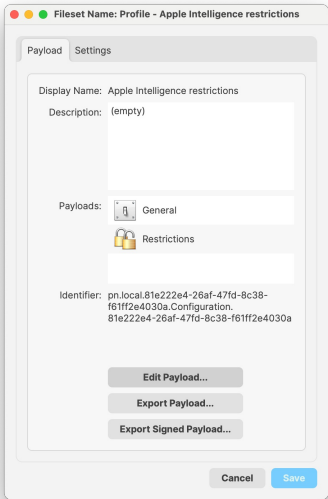 Fileset Name: Profile - Apple Intelligence restrictions
Payload
Settings
Display Name: Apple Intelligence restrictions
Description: (empty)
Payloads: General
Restrictions
Identifier: pn.local.81e222e4-26af-47fd-8c38-
f61ff2e4030a.Configuration.
81e222e4-26af-47fd-8c38-f61ff2e4030a
Edit Payload...
Export Payload...
Export Signed Payload...
Cancel
Save